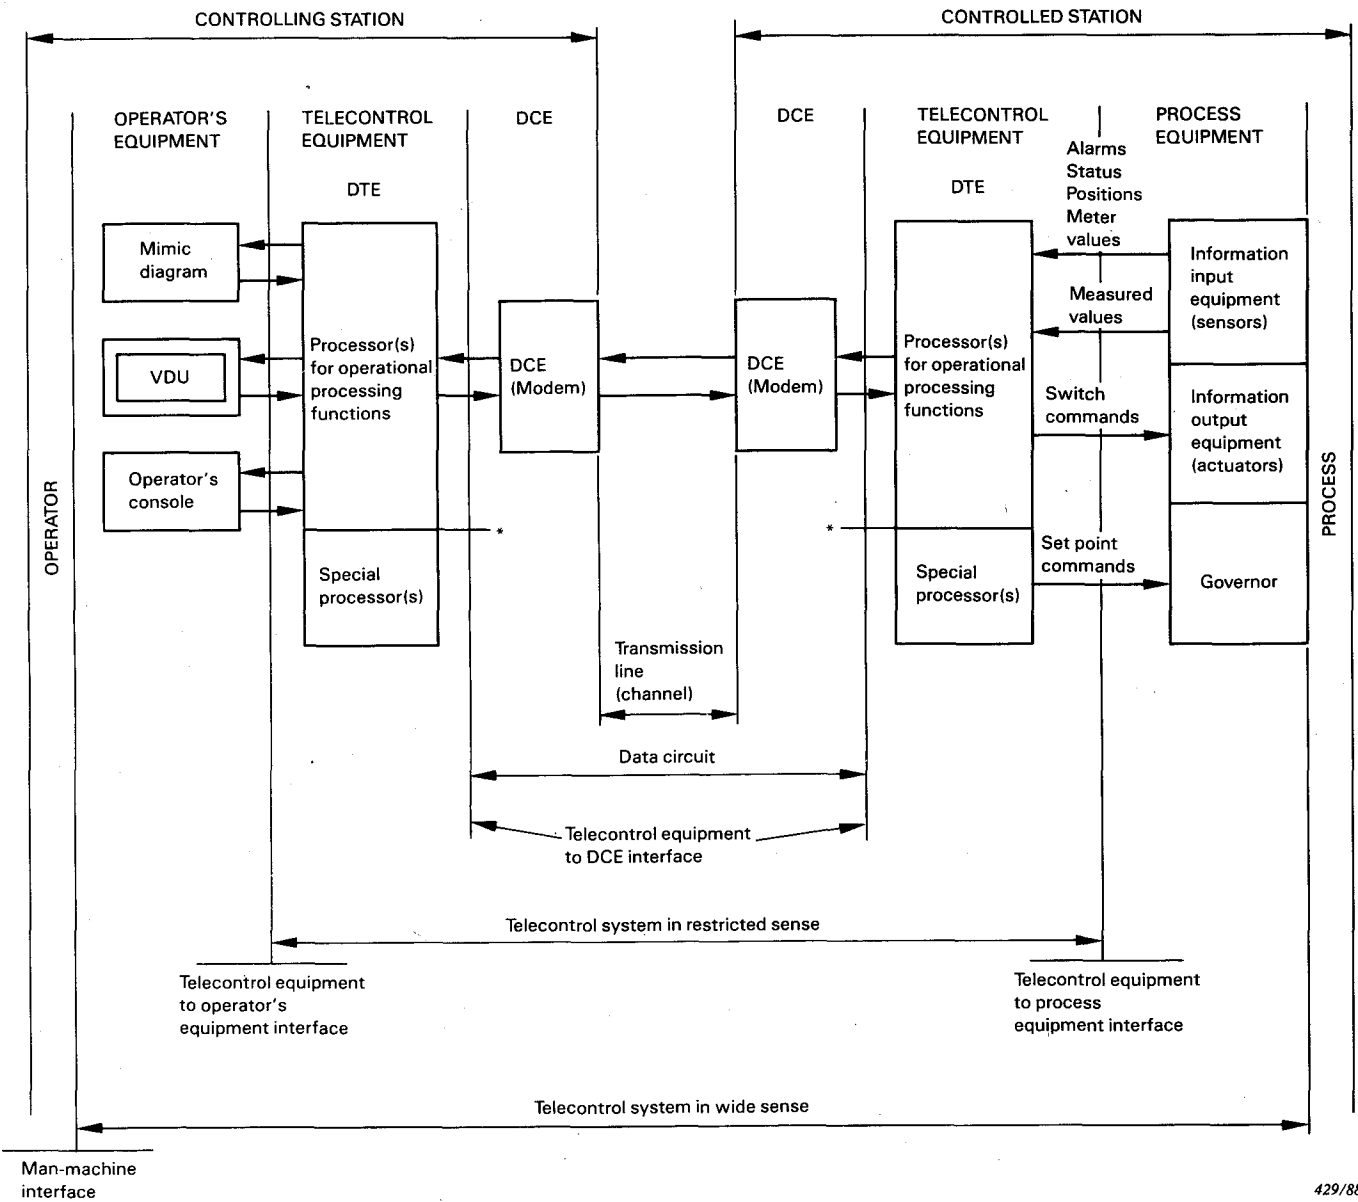 CONTROLLING STATION
CONTROLLED STATION
OPERATOR'S
EQUIPMENT
TELECONTROL
EQUIPMENT
DTE
DCE
DCE
TELECONTROL
EQUIPMENT
DTE
PROCESS
EQUIPMENT
Alarms
Status
Positions
Meter
values
Mimic
diagram
VDU
Operator's
console
Processor(s)
for operational
processing
functions
Special
processor(s)
DCE
(Modem)
DCE
(Modem)
Processor(s)
for operational
processing
functions
Special
processor(s)
Measured
values
Switch
commands
Set point
commands
Information
input
equipment
(sensors)
Information
output
equipment
(actuators)
Governor
OPERATOR
PROCESS
*
*
Transmission
line
(channel)
Data circuit
Telecontrol equipment
to DCE interface
Telecontrol system in restricted sense
Telecontrol equipment
to operator's
equipment interface
Telecontrol equipment
to process
equipment interface
Telecontrol system in wide sense
Man-machine
interface
429/88